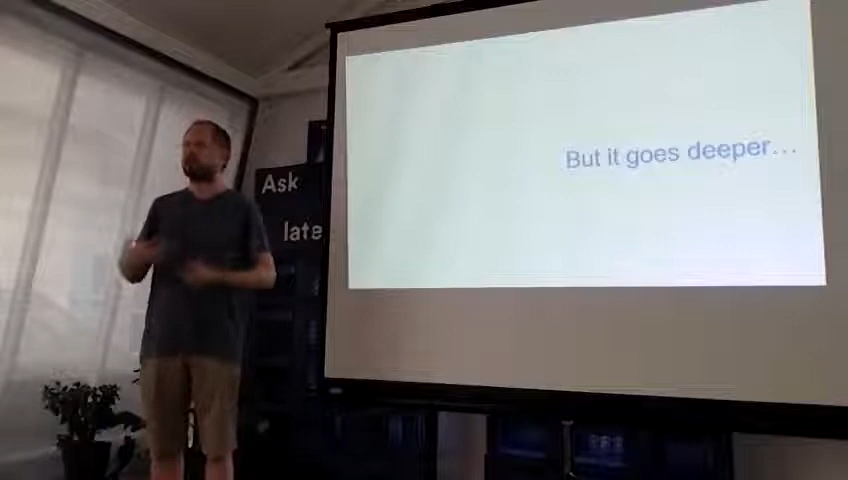 But it goes deeper…
Ask
late